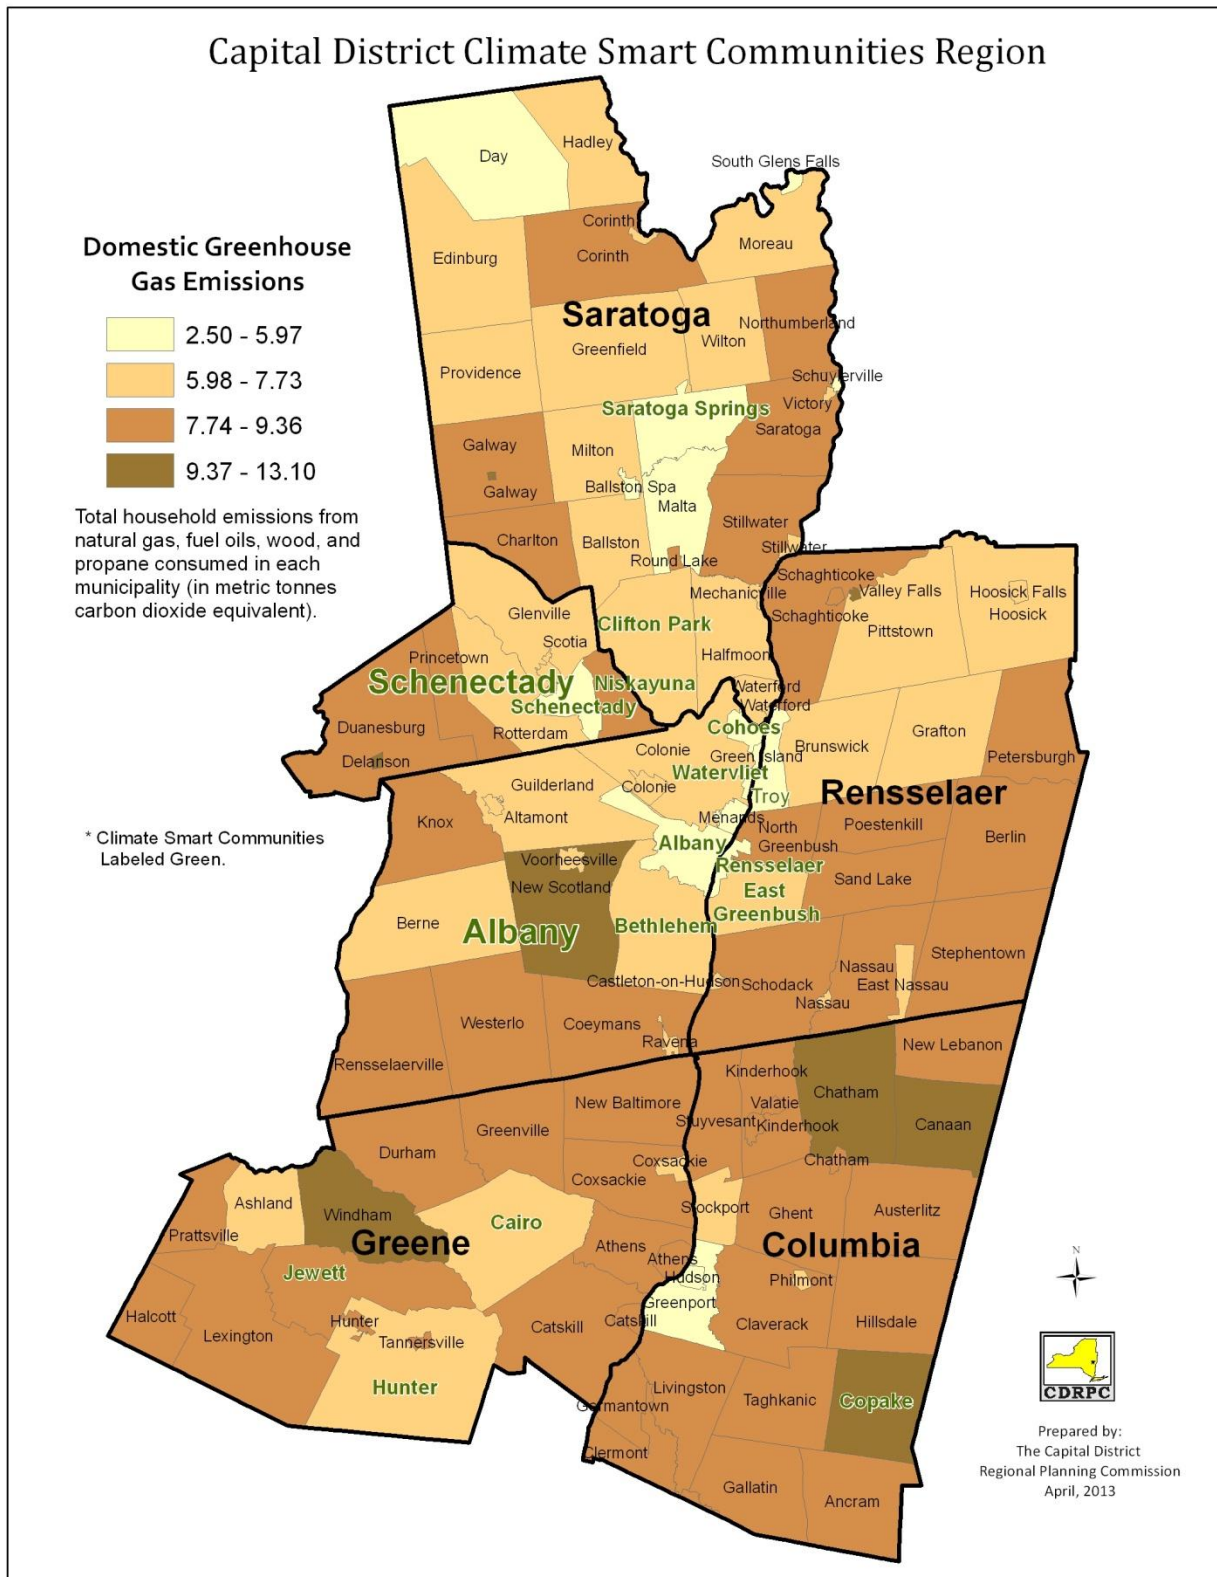 Capital District Climate Smart Communities Region
Day
Hadley
South Glens Falls
Corinth
Corinth
Moreau
Edinburg
Domestic Greenhouse
Gas Emissions
2.50 - 5.97
5.98 - 7.73
7.74 - 9.36
9.37 - 13.10
Total household emissions from
natural gas, fuel oils, wood, and
propane consumed in each
municipality (in metric tonnes
carbon dioxide equivalent).
Saratoga
Northumberland
Wilton
Greenfield
Providence
Schuylerville
Victory
Saratoga Springs
Saratoga
Galway
Milton
Ballston Spa
Galway
Malta
Stillwater
Charlton
Ballston
Round Lake
Stillwater
Schaghticoke
Mechanicville
Valley Falls
Hoosick Falls
Hoosick
Schaghticoke
Pittstown
Glenville
Clifton Park
Scotia
Halfmoon
Princetown
Schenectady
Niskayuna
Waterford
Waterford
Schenectady
Duanesburg
Rotterdam
Cohoes
Delanson
Colonie
Green Island
Brunswick
Grafton
Petersburgh
Guilderland
Colonie
Watervliet
Troy
Rensselaer
Altamont
Knox
Menands
North
Greenbush
Poestenkill
Berlin
* Climate Smart Communities
Labeled Green.
Albany
Voorheesville
New Scotland
Rensselaer
East
Greenbush
Sand Lake
Berne
Albany
Bethlehem
Stephentown
Nassau
East Nassau
Castleton-on-Hudson
Schodack
Nassau
Westerlo
Coeymans
Ravena
Rensselaerville
New Lebanon
Kinderhook
Chatham
New Baltimore
Valatie
Stuyvesant
Kinderhook
Canaan
Greenville
Durham
Coxsackie
Coxsackie
Chatham
Ashland
Windham
Cairo
Stockport
Ghent
Austerlitz
Prattsville
Greene
Athens
Athens
Columbia
Jewett
Hudson
Philmont
Greenport
Halcott
Lexington
Hunter
Tannersville
Catskill
Catskill
Claverack
Hillsdale
Hunter
Livingston
Germantown
Taghkanic
Copake
Clermont
Gallatin
Ancram
N
CDRPC
Prepared by:
The Capital District
Regional Planning Commission
April, 2013